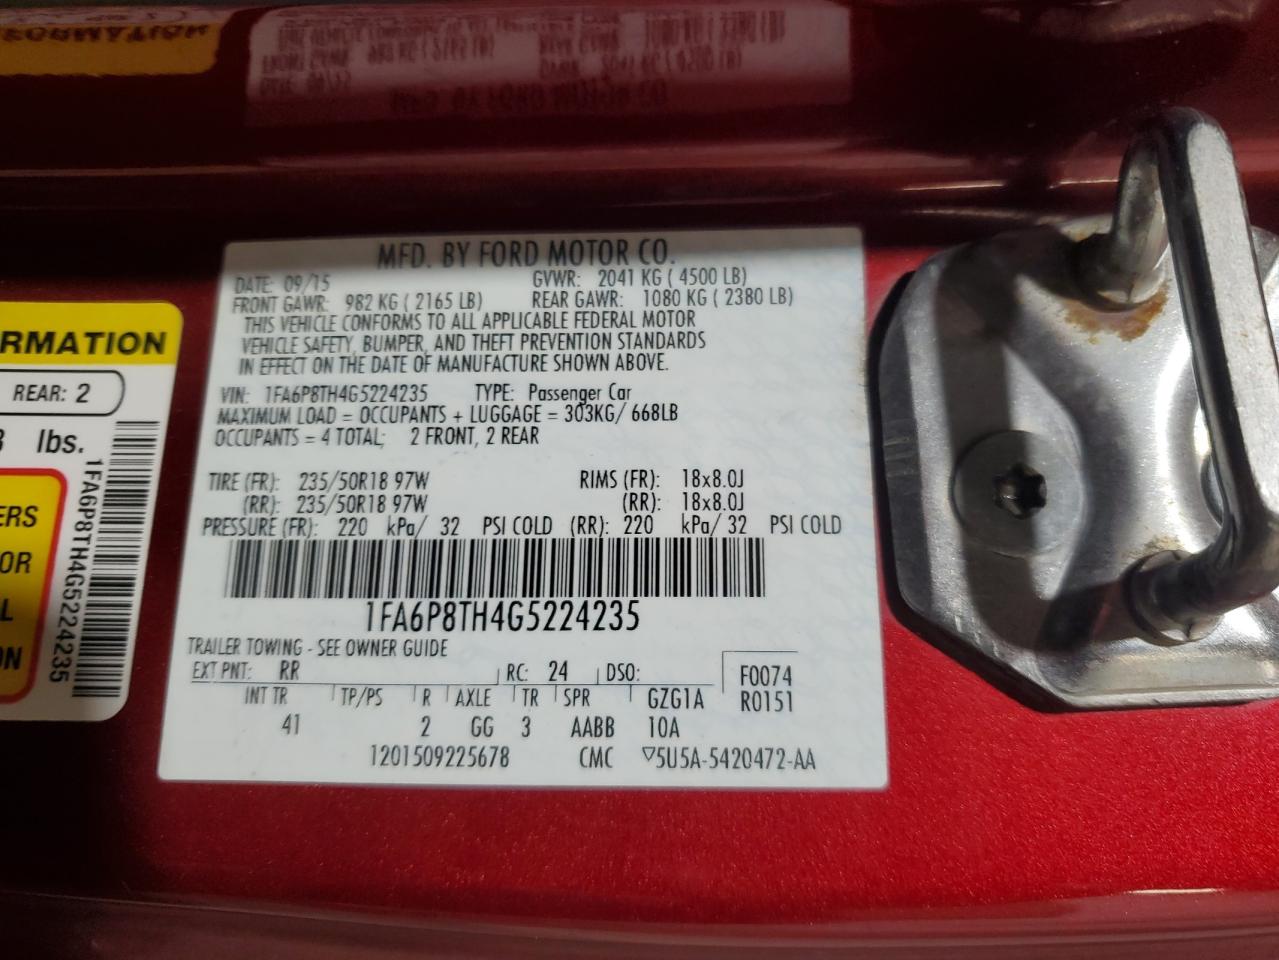 FORMATION
MFD. BY FORD MOTOR CO.
DATE: 09/15 GVWR: 2041 KG ( 4500 LB)
FRONT GAWR: 982 KG ( 2165 LB) REAR GAWR: 1080 KG ( 2380 LB)
THIS VEHICLE CONFORMS TO ALL APPLICABLE FEDERAL MOTOR
VEHICLE SAFETY, BUMPER, AND THEFT PREVENTION STANDARDS
IN EFFECT ON THE DATE OF MANUFACTURE SHOWN ABOVE.
VIN: 1FA6P8TH4G5224235 TYPE: Passenger Car
MAXIMUM LOAD = OCCUPANTS + LUGGAGE = 303KG/ 668LB
OCCUPANTS = 4 TOTAL; 2 FRONT, 2 REAR
TIRE (FR): 235/50R18 97W RIMS (FR): 18x8.0J
(RR): 235/50R18 97W (RR): 18x8.0J
PRESSURE (FR): 220 kPa/ 32 PSI COLD (RR): 220 kPa/ 32 PSI COLD
1FA6P8TH4G5224235
TRAILER TOWING - SEE OWNER GUIDE
EXT PNT: RR RC: 24 DSO: F0074
INT TR TP/PS R AXLE TR SPR GZG1A R0151
41 2 GG 3 AABB 10A
1201509225678 CMC ▽5U5A-5420472-AA
RMATION
REAR: 2
lbs.
ERS
OR
L
ON
1FA6P8TH4G5224235